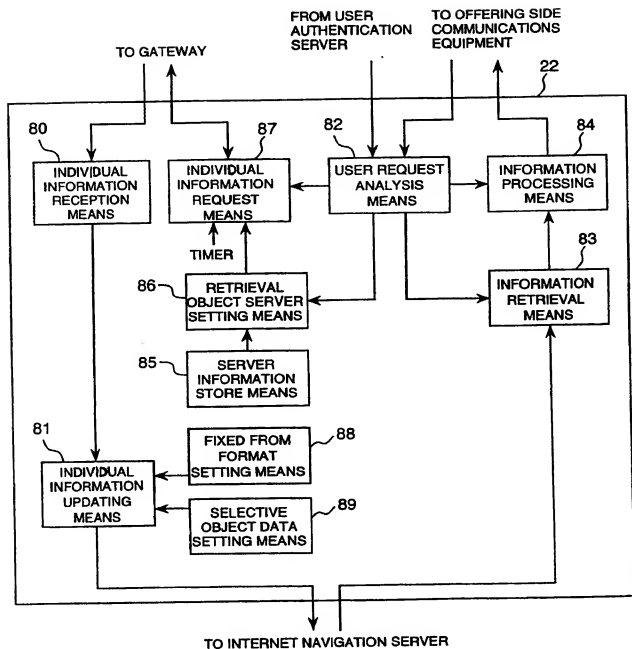 FROM USER
AUTHENTICATION
SERVER
TO OFFERING SIDE
COMMUNICATIONS
EQUIPMENT
TO GATEWAY
22
80
87
82
84
INDIVIDUAL
INFORMATION
RECEPTION
MEANS
INDIVIDUAL
INFORMATION
REQUEST
MEANS
USER REQUEST
ANALYSIS
MEANS
INFORMATION
PROCESSING
MEANS
TIMER
86
RETRIEVAL
OBJECT SERVER
SETTING MEANS
83
INFORMATION
RETRIEVAL
MEANS
85
SERVER
INFORMATION
STORE MEANS
81
INDIVIDUAL
INFORMATION
UPDATING
MEANS
FIXED FROM
FORMAT
SETTING MEANS
88
SELECTIVE
OBJECT DATA
SETTING MEANS
89
TO INTERNET NAVIGATION SERVER